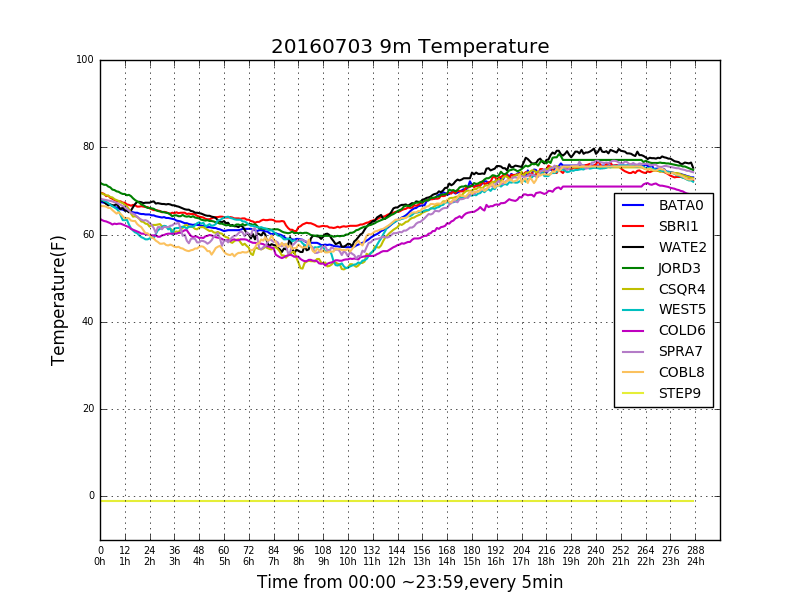 20160703 9m Temperature
Temperature(F)
100
80
60
40
20
0
BATA0
SBRI1
WATE2
JORD3
CSQR4
WEST5
COLD6
SPRA7
COBL8
STEP9
0 12 24 36 48 60 72 84 96 108 120 132 144 156 168 180 192 204 216 228 240 252 264 276 288
0h 1h 2h 3h 4h 5h 6h 7h 8h 9h 10h 11h 12h 13h 14h 15h 16h 17h 18h 19h 20h 21h 22h 23h 24h
Time from 00:00 ~23:59,every 5min